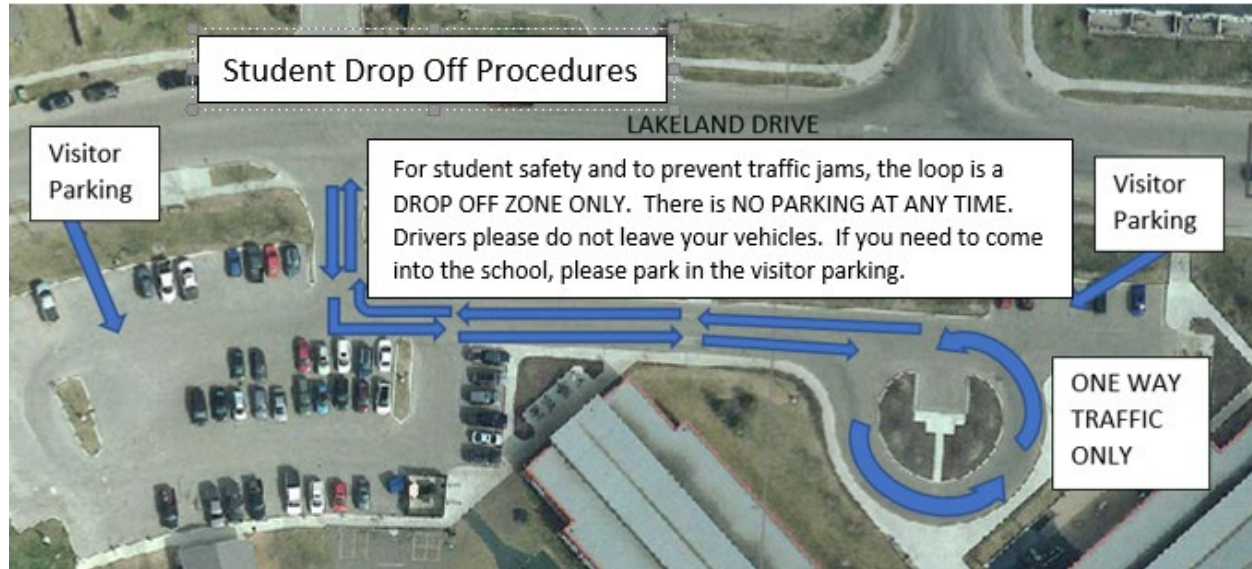 Student Drop Off Procedures
LAKELAND DRIVE
Visitor
Parking
For student safety and to prevent traffic jams, the loop is a
DROP OFF ZONE ONLY.  There is NO PARKING AT ANY TIME.
Drivers please do not leave your vehicles.  If you need to come
into the school, please park in the visitor parking.
Visitor
Parking
ONE WAY
TRAFFIC
ONLY